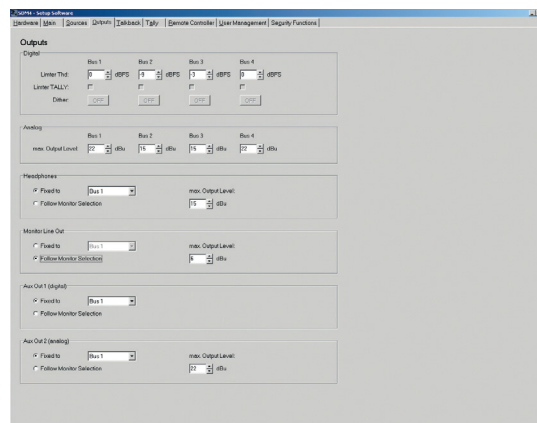 - Setup Software
Hardware Main Sources Outputs Talkback Tally Remote Controller User Management Security Functions
Outputs
Digital
Bus 1 Bus 2 Bus 3 Bus 4
Limter Thd: 0 dBFS -9 dBFS -3 dBFS 0 dBFS
Limter TALLY:
Dither: OFF OFF OFF OFF
Analog
Bus 1 Bus 2 Bus 3 Bus 4
max. Output Level: 22 dBu 15 dBu 15 dBu 22 dBu
Headphones
Fixed to Bus 1 max. Output Level:
Follow Monitor Selection 15 dBu
Monitor Line Out
Fixed to Bus 1 max. Output Level:
Follow Monitor Selection 6 dBu
Aux Out 1 (digital)
Fixed to Bus 1
Follow Monitor Selection
Aux Out 2 (analog)
Fixed to Bus 1 max. Output Level:
Follow Monitor Selection 22 dBu